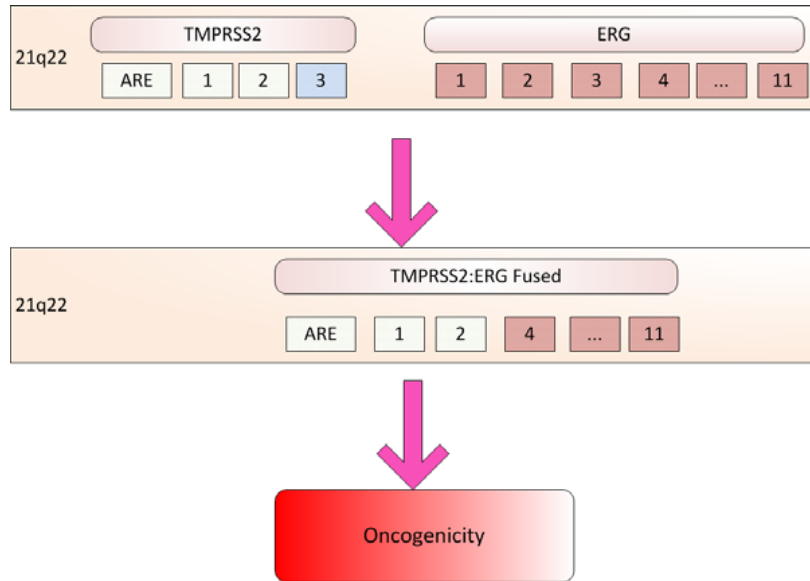 TMPRSS2 ERG
21q22
ARE 1 2 3 1 2 3 4 ... 11
TMPRSS2:ERG Fused
21q22
ARE 1 2 4 ... 11
Oncogenicity